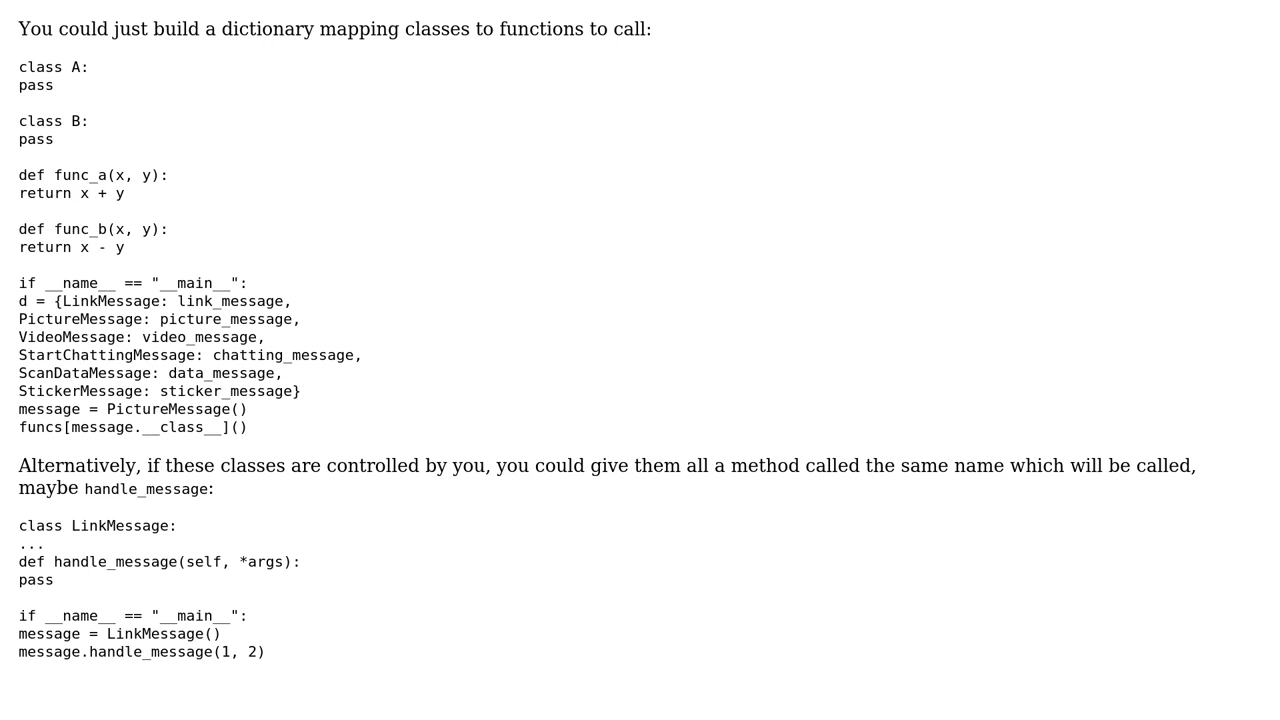 You could just build a dictionary mapping classes to functions to call:
class A:
pass
class B:
pass
def func_a(x, y):
return x + y
def func_b(x, y):
return x - y
if __name__ == "__main__":
d = {LinkMessage: link_message,
PictureMessage: picture_message,
VideoMessage: video_message,
StartChattingMessage: chatting_message,
ScanDataMessage: data_message,
StickerMessage: sticker_message}
message = PictureMessage()
funcs[message.__class__]()
Alternatively, if these classes are controlled by you, you could give them all a method called the same name which will be called,
maybe handle_message:
class LinkMessage:
...
def handle_message(self, *args):
pass
if __name__ == "__main__":
message = LinkMessage()
message.handle_message(1, 2)